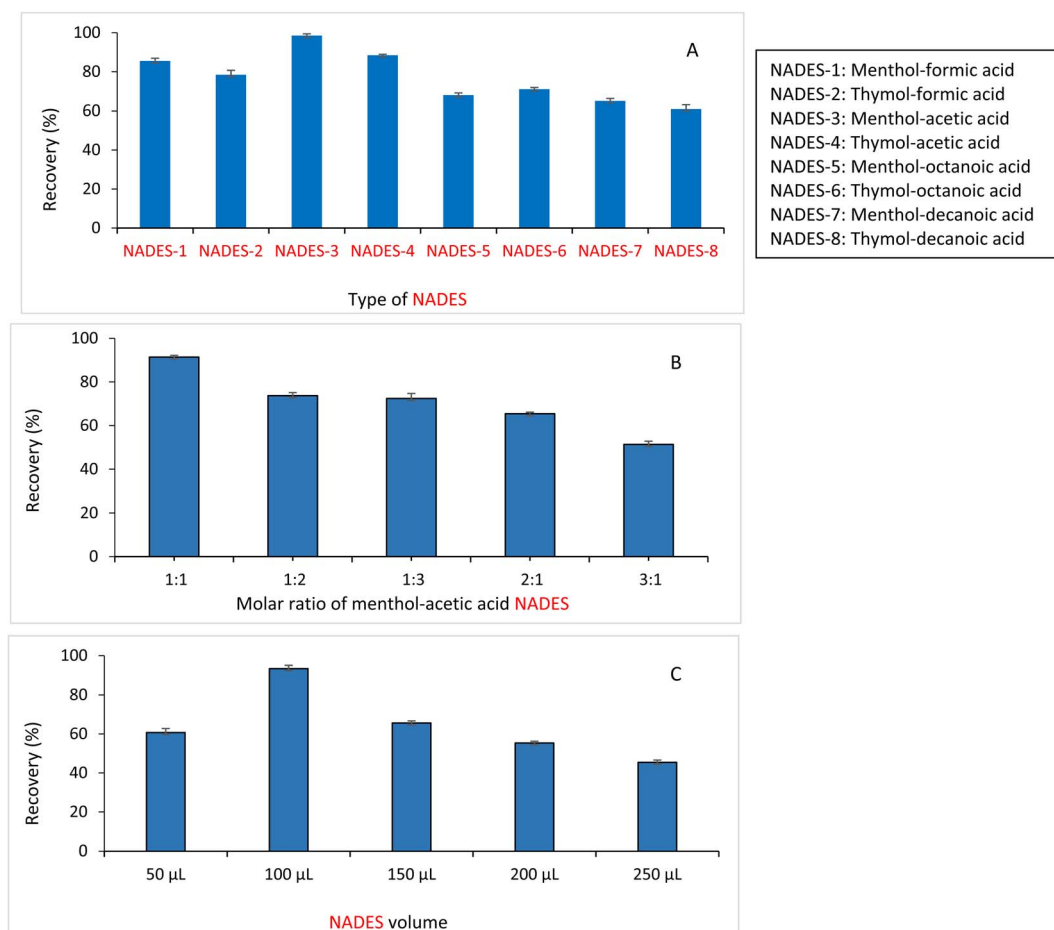 A
100
80
60
40
20
0
Recovery (%)
NADES-1 NADES-2 NADES-3 NADES-4 NADES-5 NADES-6 NADES-7 NADES-8
Type of NADES
NADES-1: Menthol-formic acid
NADES-2: Thymol-formic acid
NADES-3: Menthol-acetic acid
NADES-4: Thymol-acetic acid
NADES-5: Menthol-octanoic acid
NADES-6: Thymol-octanoic acid
NADES-7: Menthol-decanoic acid
NADES-8: Thymol-decanoic acid
B
100
80
60
40
20
0
Recovery (%)
1:1 1:2 1:3 2:1 3:1
Molar ratio of menthol-acetic acid NADES
C
100
80
60
40
20
0
Recovery (%)
50 µL 100 µL 150 µL 200 µL 250 µL
NADES volume